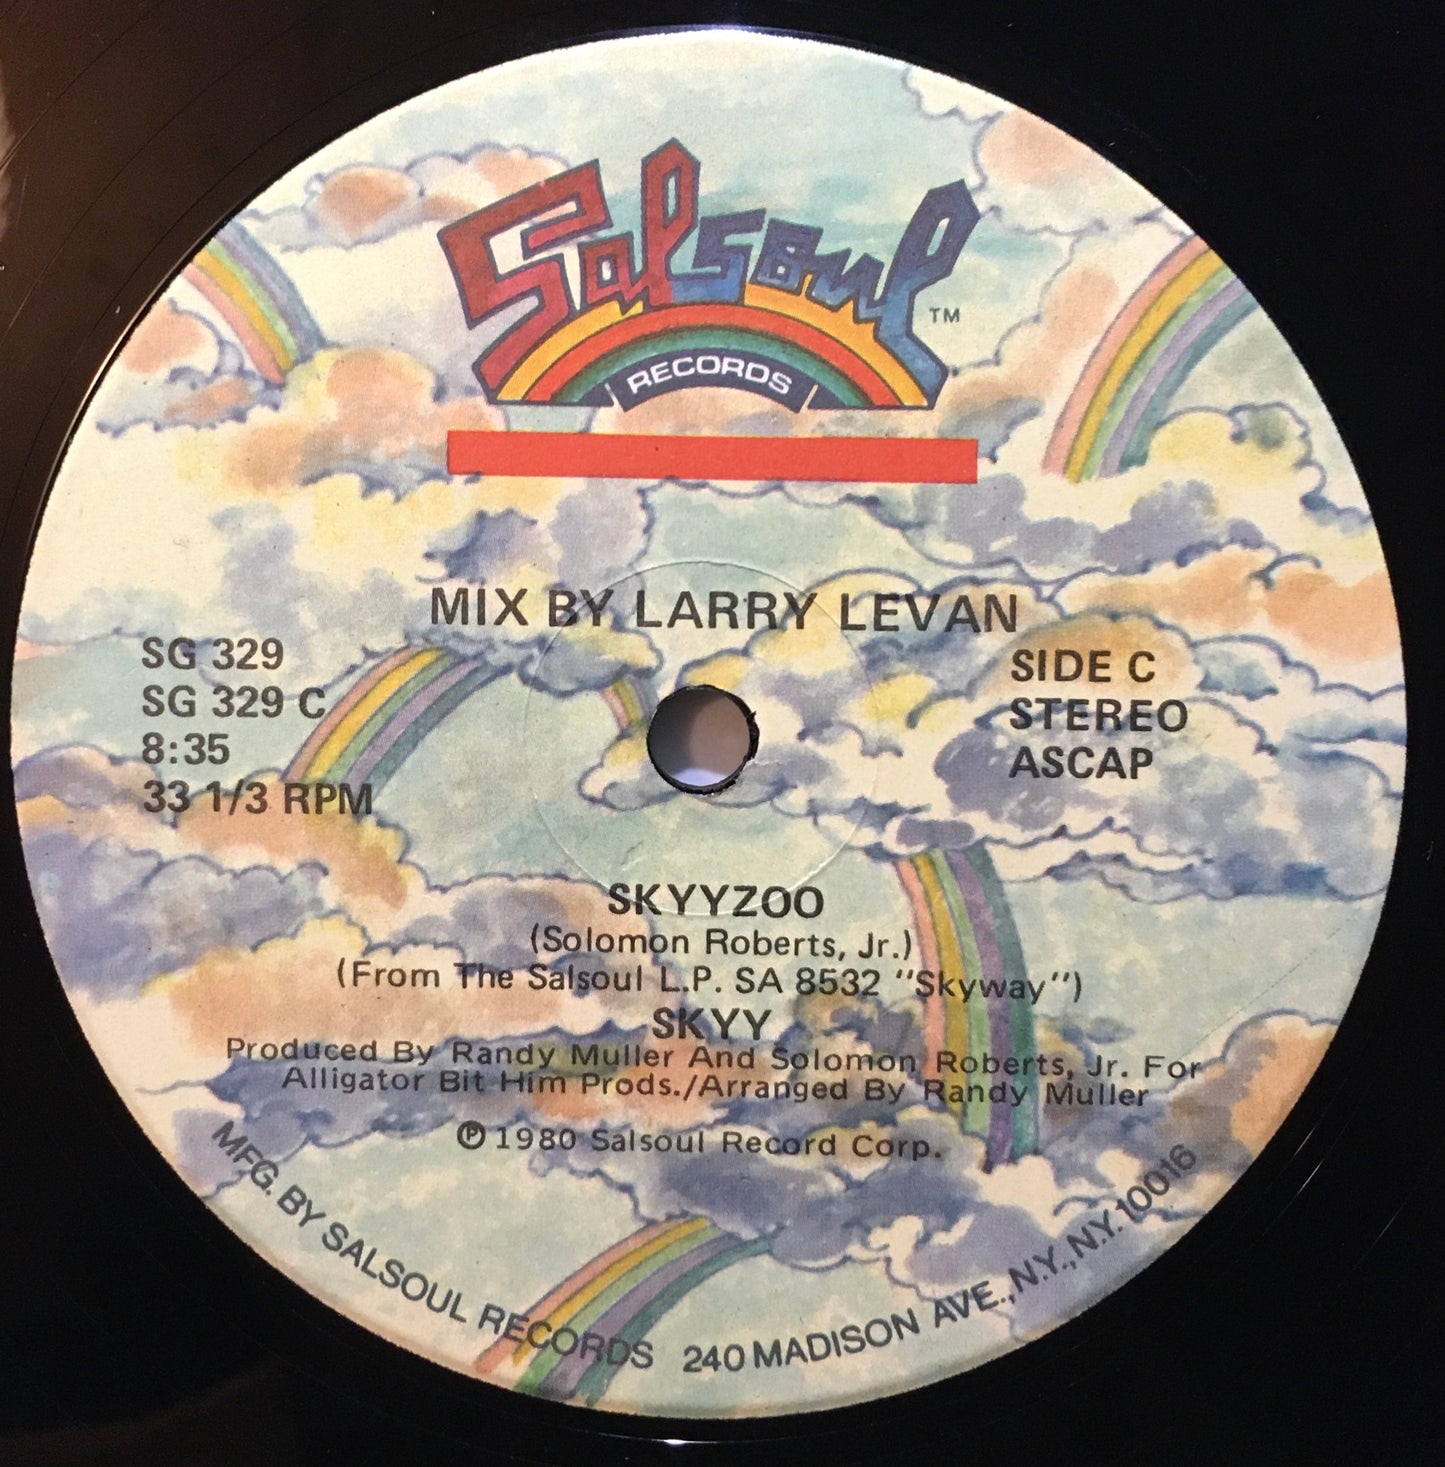 Salsoul
TM
RECORDS
MIX BY LARRY LEVAN
SG 329
SG 329 C
8:35
33 1/3 RPM
SIDE C
STEREO
ASCAP
SKYYZOO
(Solomon Roberts, Jr.)
(From The Salsoul L.P. SA 8532 "Skyway")
SKYY
Produced By Randy Muller And Solomon Roberts, Jr. For
Alligator Bit Him Prods./Arranged By Randy Muller
℗ 1980 Salsoul Record Corp.
MFG. BY SALSOUL RECORDS 240 MADISON AVE., N.Y., N.Y. 10016